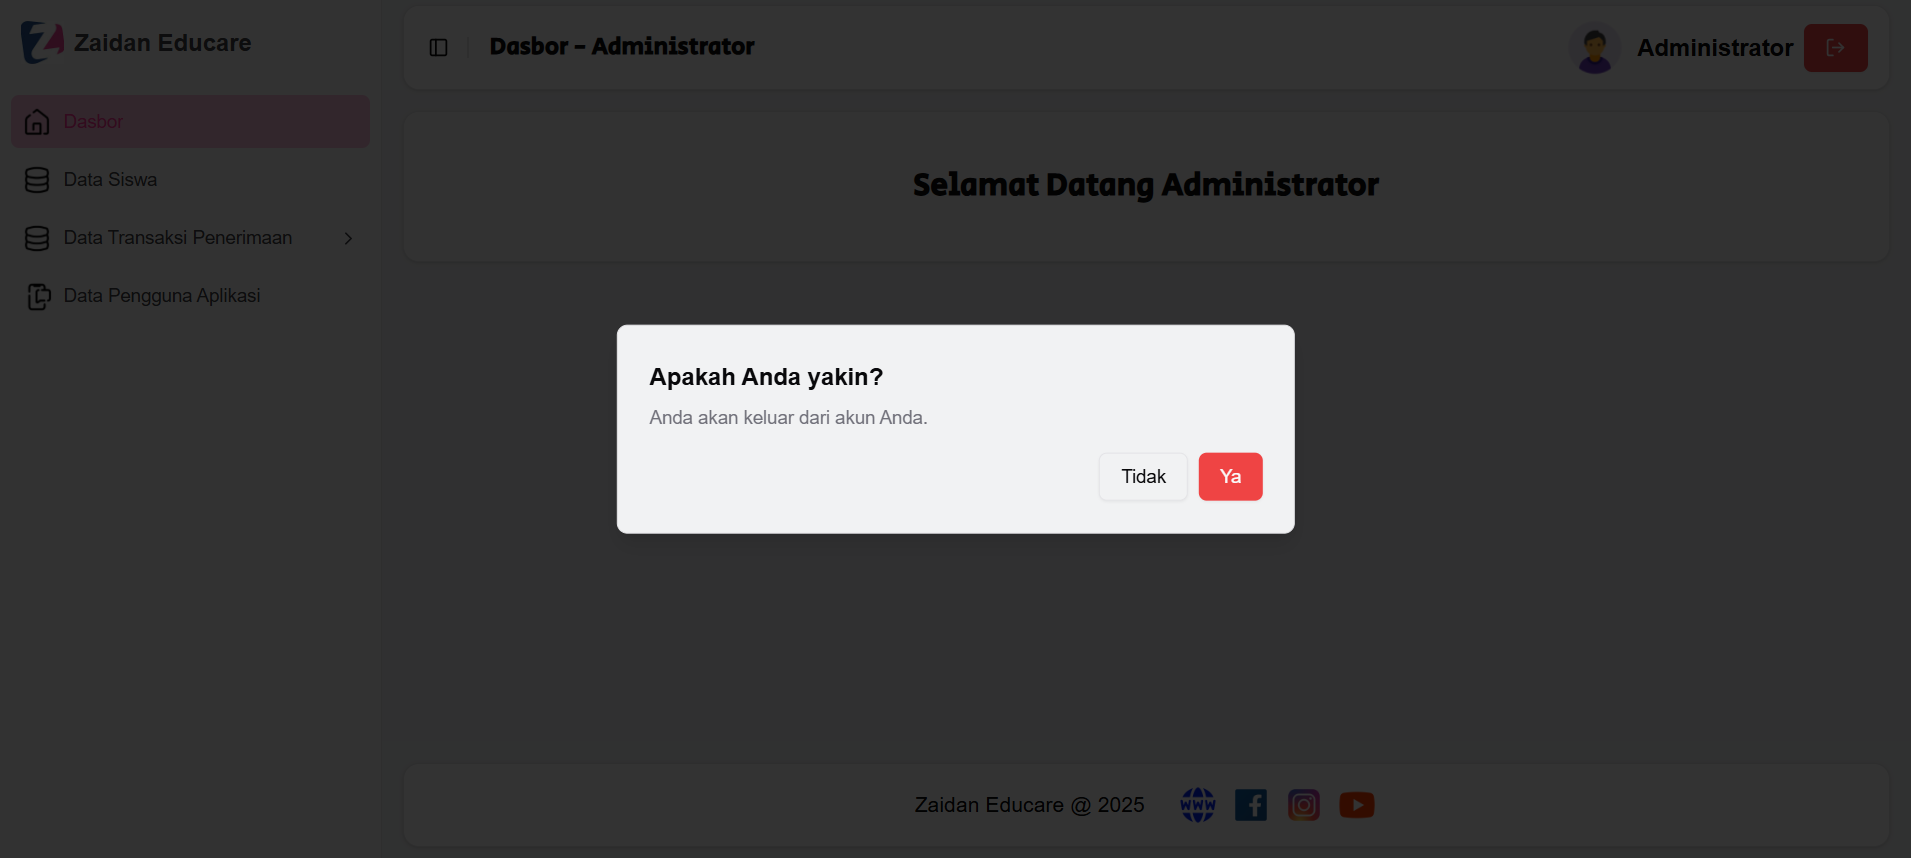 Zaidan Educare
Dasbor - Administrator
Administrator
Dasbor
Data Siswa
Data Transaksi Penerimaan
Data Pengguna Aplikasi
Selamat Datang Administrator
Apakah Anda yakin?
Anda akan keluar dari akun Anda.
Tidak
Ya
Zaidan Educare @ 2025
WWW